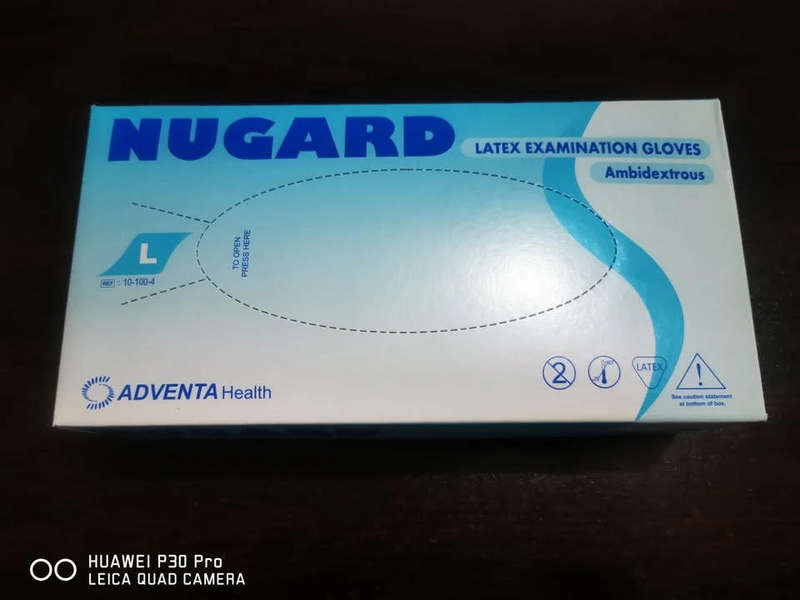 NUGARD
LATEX EXAMINATION GLOVES
Ambidextrous
TO OPEN
PRESS HERE
L
REF : 10-100-4
ADVENTA Health
2
LATEX
!
See caution statement
at bottom of box.
HUAWEI P30 Pro
LEICA QUAD CAMERA